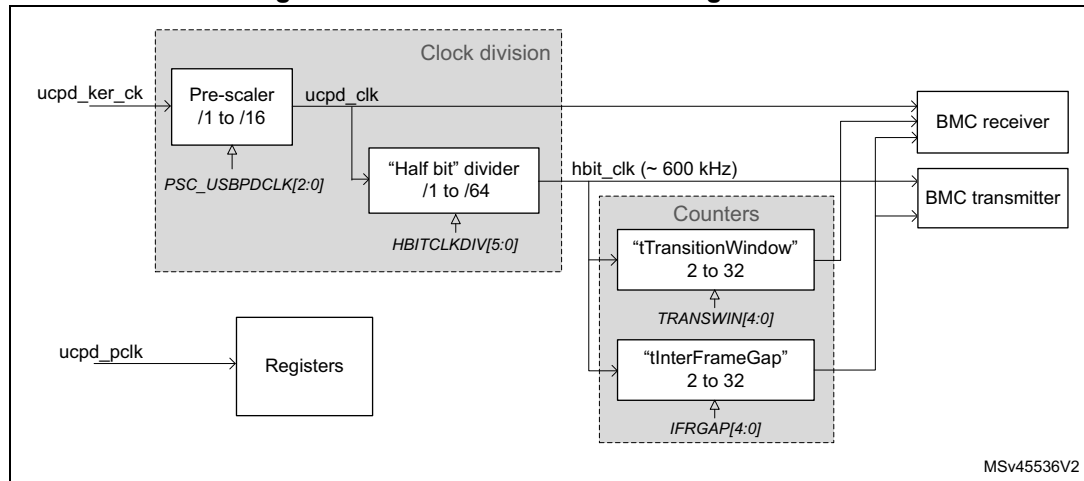 Clock division
ucpd_ker_ck
Pre-scaler
/1 to /16
ucpd_clk
PSC_USBPDCLK[2:0]
“Half bit” divider
/1 to /64
HBITCLKDIV[5:0]
hbit_clk (~ 600 kHz)
BMC receiver
BMC transmitter
Counters
“tTransitionWindow”
2 to 32
TRANSWIN[4:0]
“tInterFrameGap”
2 to 32
IFRGAP[4:0]
ucpd_pclk
Registers
MSv45536V2